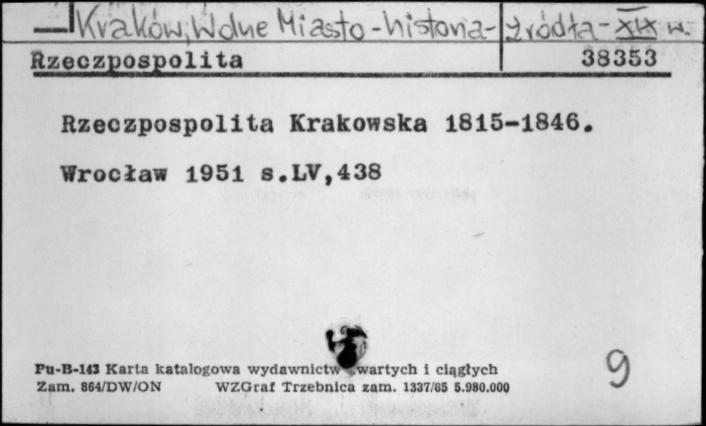 Kraków, Wolne Miasto - historia - źródła - XIX w.
Rzeczpospolita 38353
Rzeczpospolita Krakowska 1815-1846.
Wrocław 1951 s.LV,438
Pu-B-143 Karta katalogowa wydawnictw zwartych i ciągłych
Zam. 864/DW/ON WZGraf Trzebnica zam. 1337/85 5.980.000
9